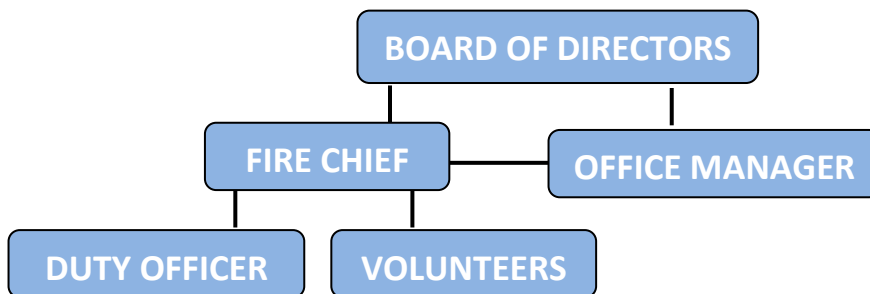 BOARD OF DIRECTORS
FIRE CHIEF
OFFICE MANAGER
DUTY OFFICER
VOLUNTEERS